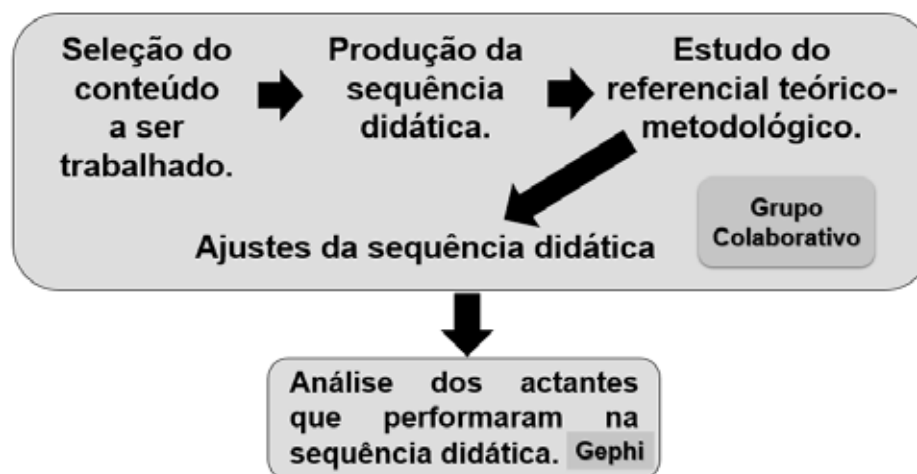 Seleção do
conteúdo
a ser
trabalhado.
Produção da
sequência
didática.
Estudo do
referencial teórico-
metodológico.
Ajustes da sequência didática
Grupo
Colaborativo
Análise dos actantes
que performaram na
sequência didática.
Gephi